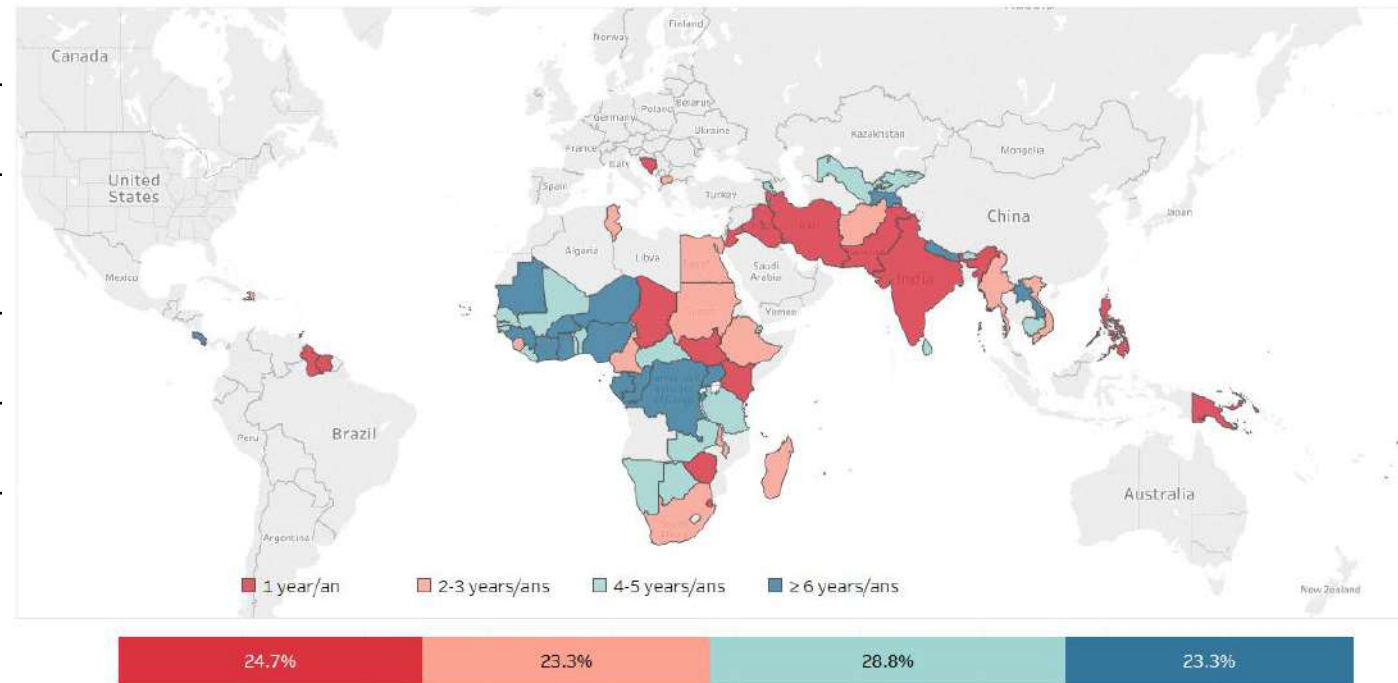 Finland
Norway
Canada
Belarus
Poland
Germany
Ukraine
Kazakhstan
France
Mongolia
Italy
United
States
Spain
Turkey
China
Japan
Algeria
Libya
Mexico
Saudi
Arabia
India
Yemen
Peru
Brazil
Australia
Argentina
1 year/an
2-3 years/ans
4-5 years/ans
≥ 6 years/ans
New Zealand
24.7%
23.3%
28.8%
23.3%